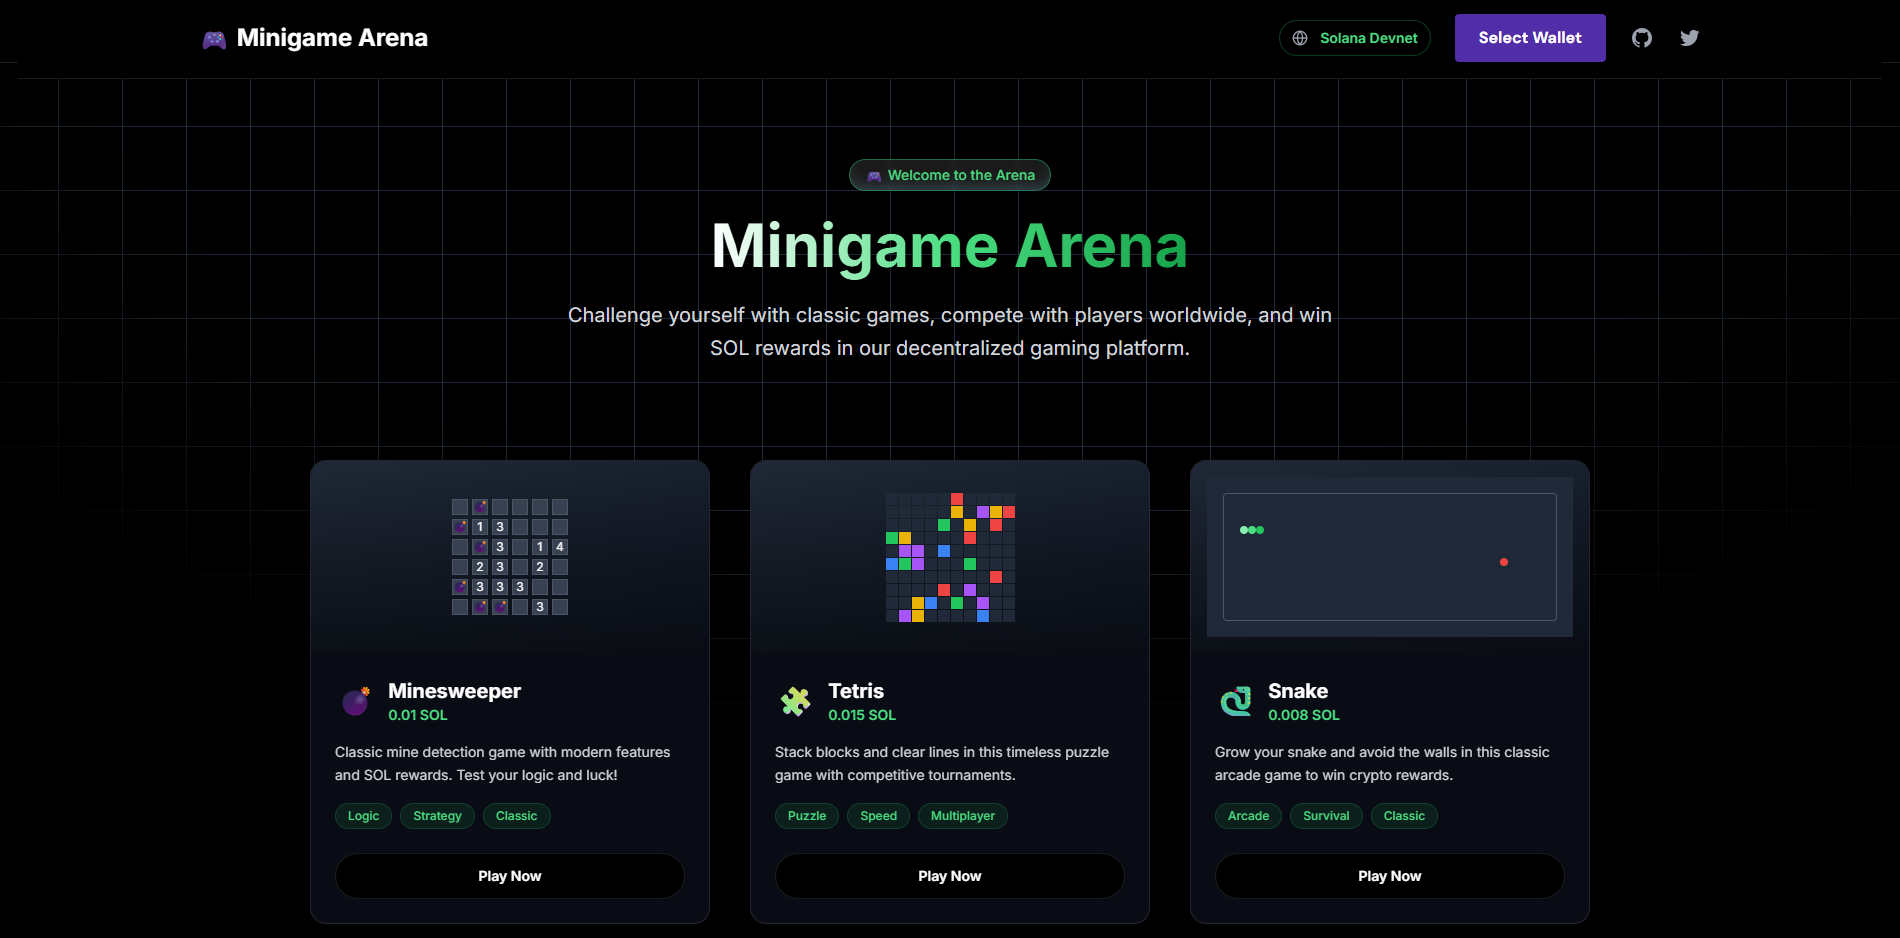 Minigame Arena
Solana Devnet
Select Wallet
Welcome to the Arena
Minigame Arena
Challenge yourself with classic games, compete with players worldwide, and win
SOL rewards in our decentralized gaming platform.
1 3
3 1 4
2 3 2
3 3 3
3
Minesweeper
0.01 SOL
Classic mine detection game with modern features
and SOL rewards. Test your logic and luck!
Logic Strategy Classic
Play Now
Tetris
0.015 SOL
Stack blocks and clear lines in this timeless puzzle
game with competitive tournaments.
Puzzle Speed Multiplayer
Play Now
Snake
0.008 SOL
Grow your snake and avoid the walls in this classic
arcade game to win crypto rewards.
Arcade Survival Classic
Play Now